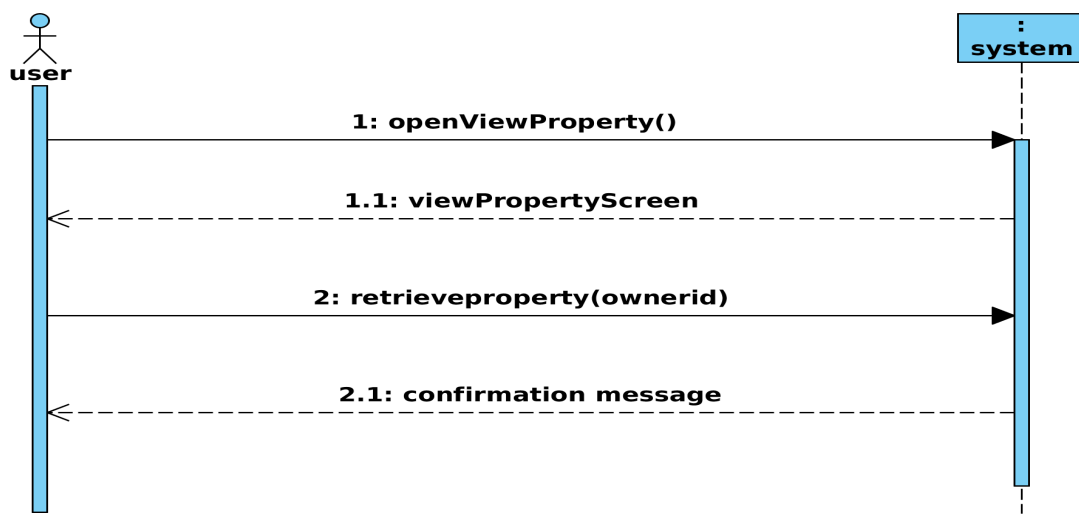 user
:
system
1: openViewProperty()
1.1: viewPropertyScreen
2: retrieveproperty(ownerid)
2.1: confirmation message